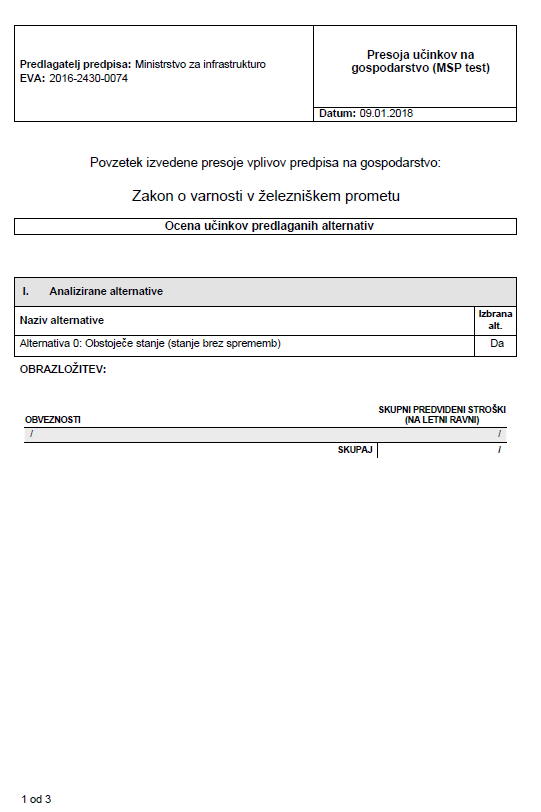 Predlagatelj predpisa: Ministrstvo za infrastrukturo
EVA: 2016-2430-0074
Presoja učinkov na
gospodarstvo (MSP test)
Datum: 09.01.2018
Povzetek izvedene presoje vplivov predpisa na gospodarstvo:
Zakon o varnosti v železniškem prometu
Ocena učinkov predlaganih alternativ
I. Analizirane alternative
Naziv alternative
Izbrana
alt.
Alternativa 0: Obstoječe stanje (stanje brez sprememb)
Da
OBRAZLOŽITEV:
OBVEZNOSTI
SKUPNI PREDVIDENI STROŠKI
(NA LETNI RAVNI)
/ /
SKUPAJ /
1 od 3